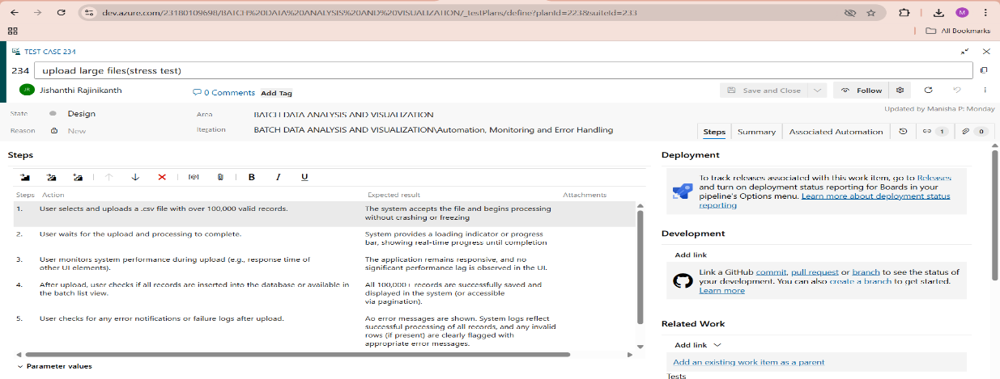 dev.azure.com/23180109698/BATCH%20DATA%20ANALYSIS%20AND%20VISUALIZATION/_testPlans/define?planId=223&suiteId=233
M
All Bookmarks
TEST CASE 234
234 upload large files(stress test)
JR Jishanthi Rajinikanth
0 Comments Add Tag
Save and Close
Follow
State Design
Area BATCH DATA ANALYSIS AND VISUALIZATION
Updated by Manisha P: Monday
Reason New
Iteration BATCH DATA ANALYSIS AND VISUALIZATION\Automation, Monitoring and Error Handling
Steps Summary Associated Automation 1 0
Steps
B I U
Steps Action Expected result Attachments
1. User selects and uploads a .csv file with over 100,000 valid records.
The system accepts the file and begins processing
without crashing or freezing
2. User waits for the upload and processing to complete.
System provides a loading indicator or progress
bar, showing real-time progress until completion
3. User monitors system performance during upload (e.g., response time of
other UI elements).
The application remains responsive, and no
significant performance lag is observed in the UI.
4. After upload, user checks if all records are inserted into the database or available in
the batch list view.
All 100,000+ records are successfully saved and
displayed in the system (or accessible
via pagination).
5. User checks for any error notifications or failure logs after upload.
Ao error messages are shown. System logs reflect
successful processing of all records, and any invalid
rows (if present) are clearly flagged with
appropriate error messages.
Parameter values
Deployment
To track releases associated with this work item, go to Releases
and turn on deployment status reporting for Boards in your
pipeline's Options menu. Learn more about deployment status
reporting
Development
Add link
Link a GitHub commit, pull request or branch to see the status of
your development. You can also create a branch to get started.
Learn more
Related Work
Add link
Add an existing work item as a parent
Tests